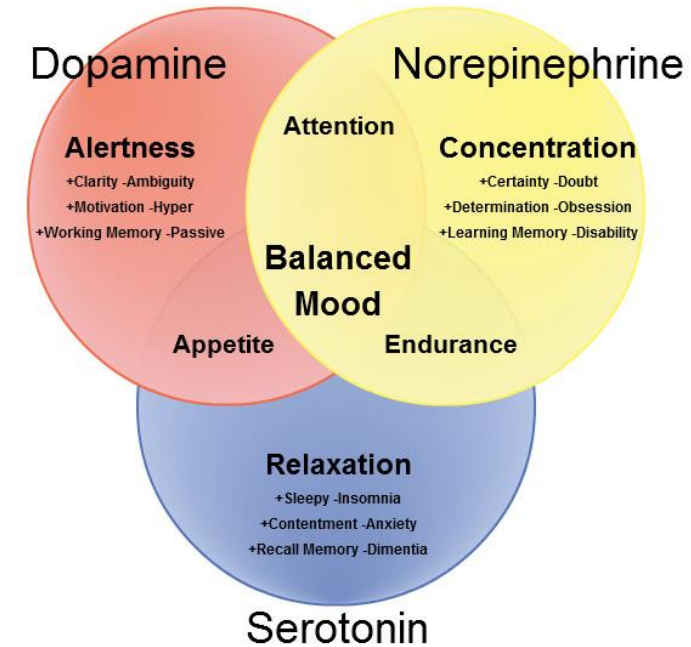 Dopamine
Norepinephrine
Attention
Alertness
+Clarity -Ambiguity
+Motivation -Hyper
+Working Memory -Passive
Concentration
+Certainty -Doubt
+Determination -Obsession
+Learning Memory -Disability
Balanced
Mood
Appetite
Endurance
Relaxation
+Sleepy -Insomnia
+Contentment -Anxiety
+Recall Memory -Dimentia
Serotonin